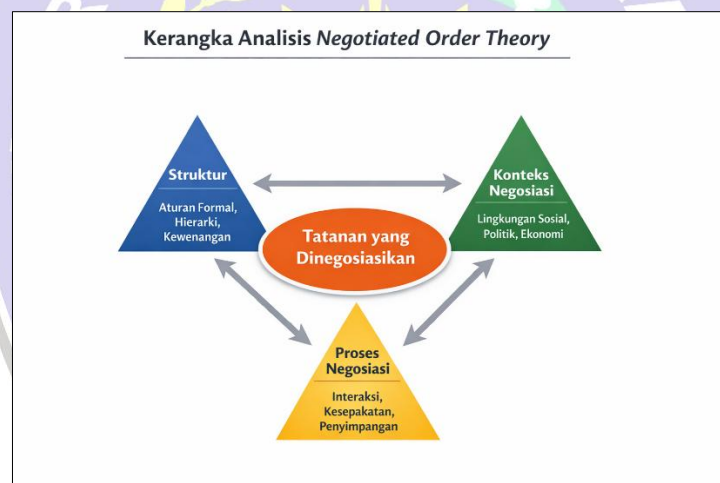 Kerangka Analisis Negotiated Order Theory
Struktur
Aturan Formal,
Hierarki,
Kewenangan
Konteks
Negosiasi
Lingkungan Sosial,
Politik, Ekonomi
Tatanan yang
Dinegosiasikan
Proses
Negosiasi
Interaksi,
Kesepakatan,
Penyimpangan